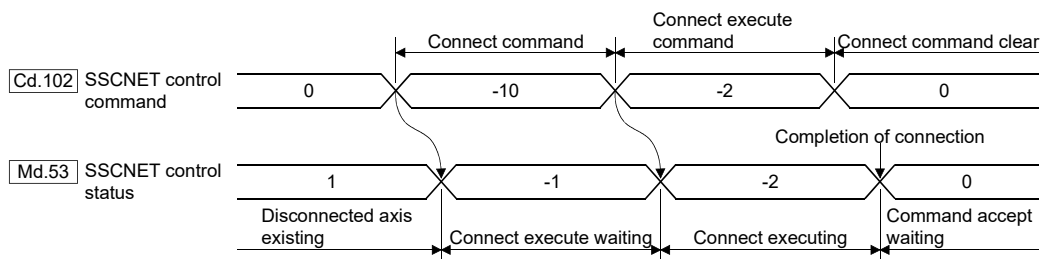 Connect command
Connect execute
command
Connect command clear
Cd.102 SSCNET control
command
0
-10
-2
0
Completion of connection
Md.53 SSCNET control
status
1
-1
-2
0
Disconnected axis
existing
Connect execute waiting
Connect executing
Command accept
waiting